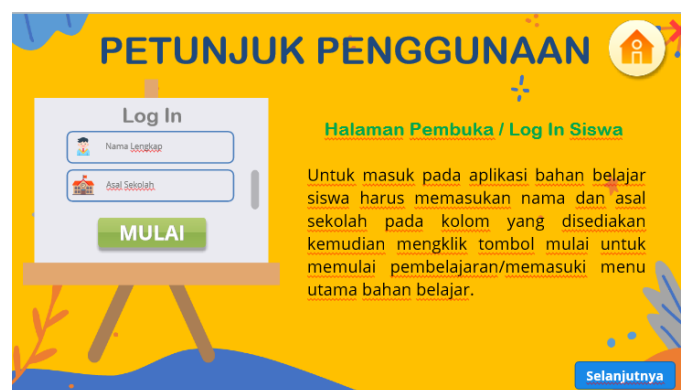 PETUNJUK PENGGUNAAN
Log In
Nama Lengkap
Asal Sekolah
MULAI
Halaman Pembuka / Log In Siswa
Untuk masuk pada aplikasi bahan belajar
siswa harus memasukan nama dan asal
sekolah pada kolom yang disediakan
kemudian mengklik tombol mulai untuk
memulai pembelajaran/memasuki menu
utama bahan belajar.
Selanjutnya